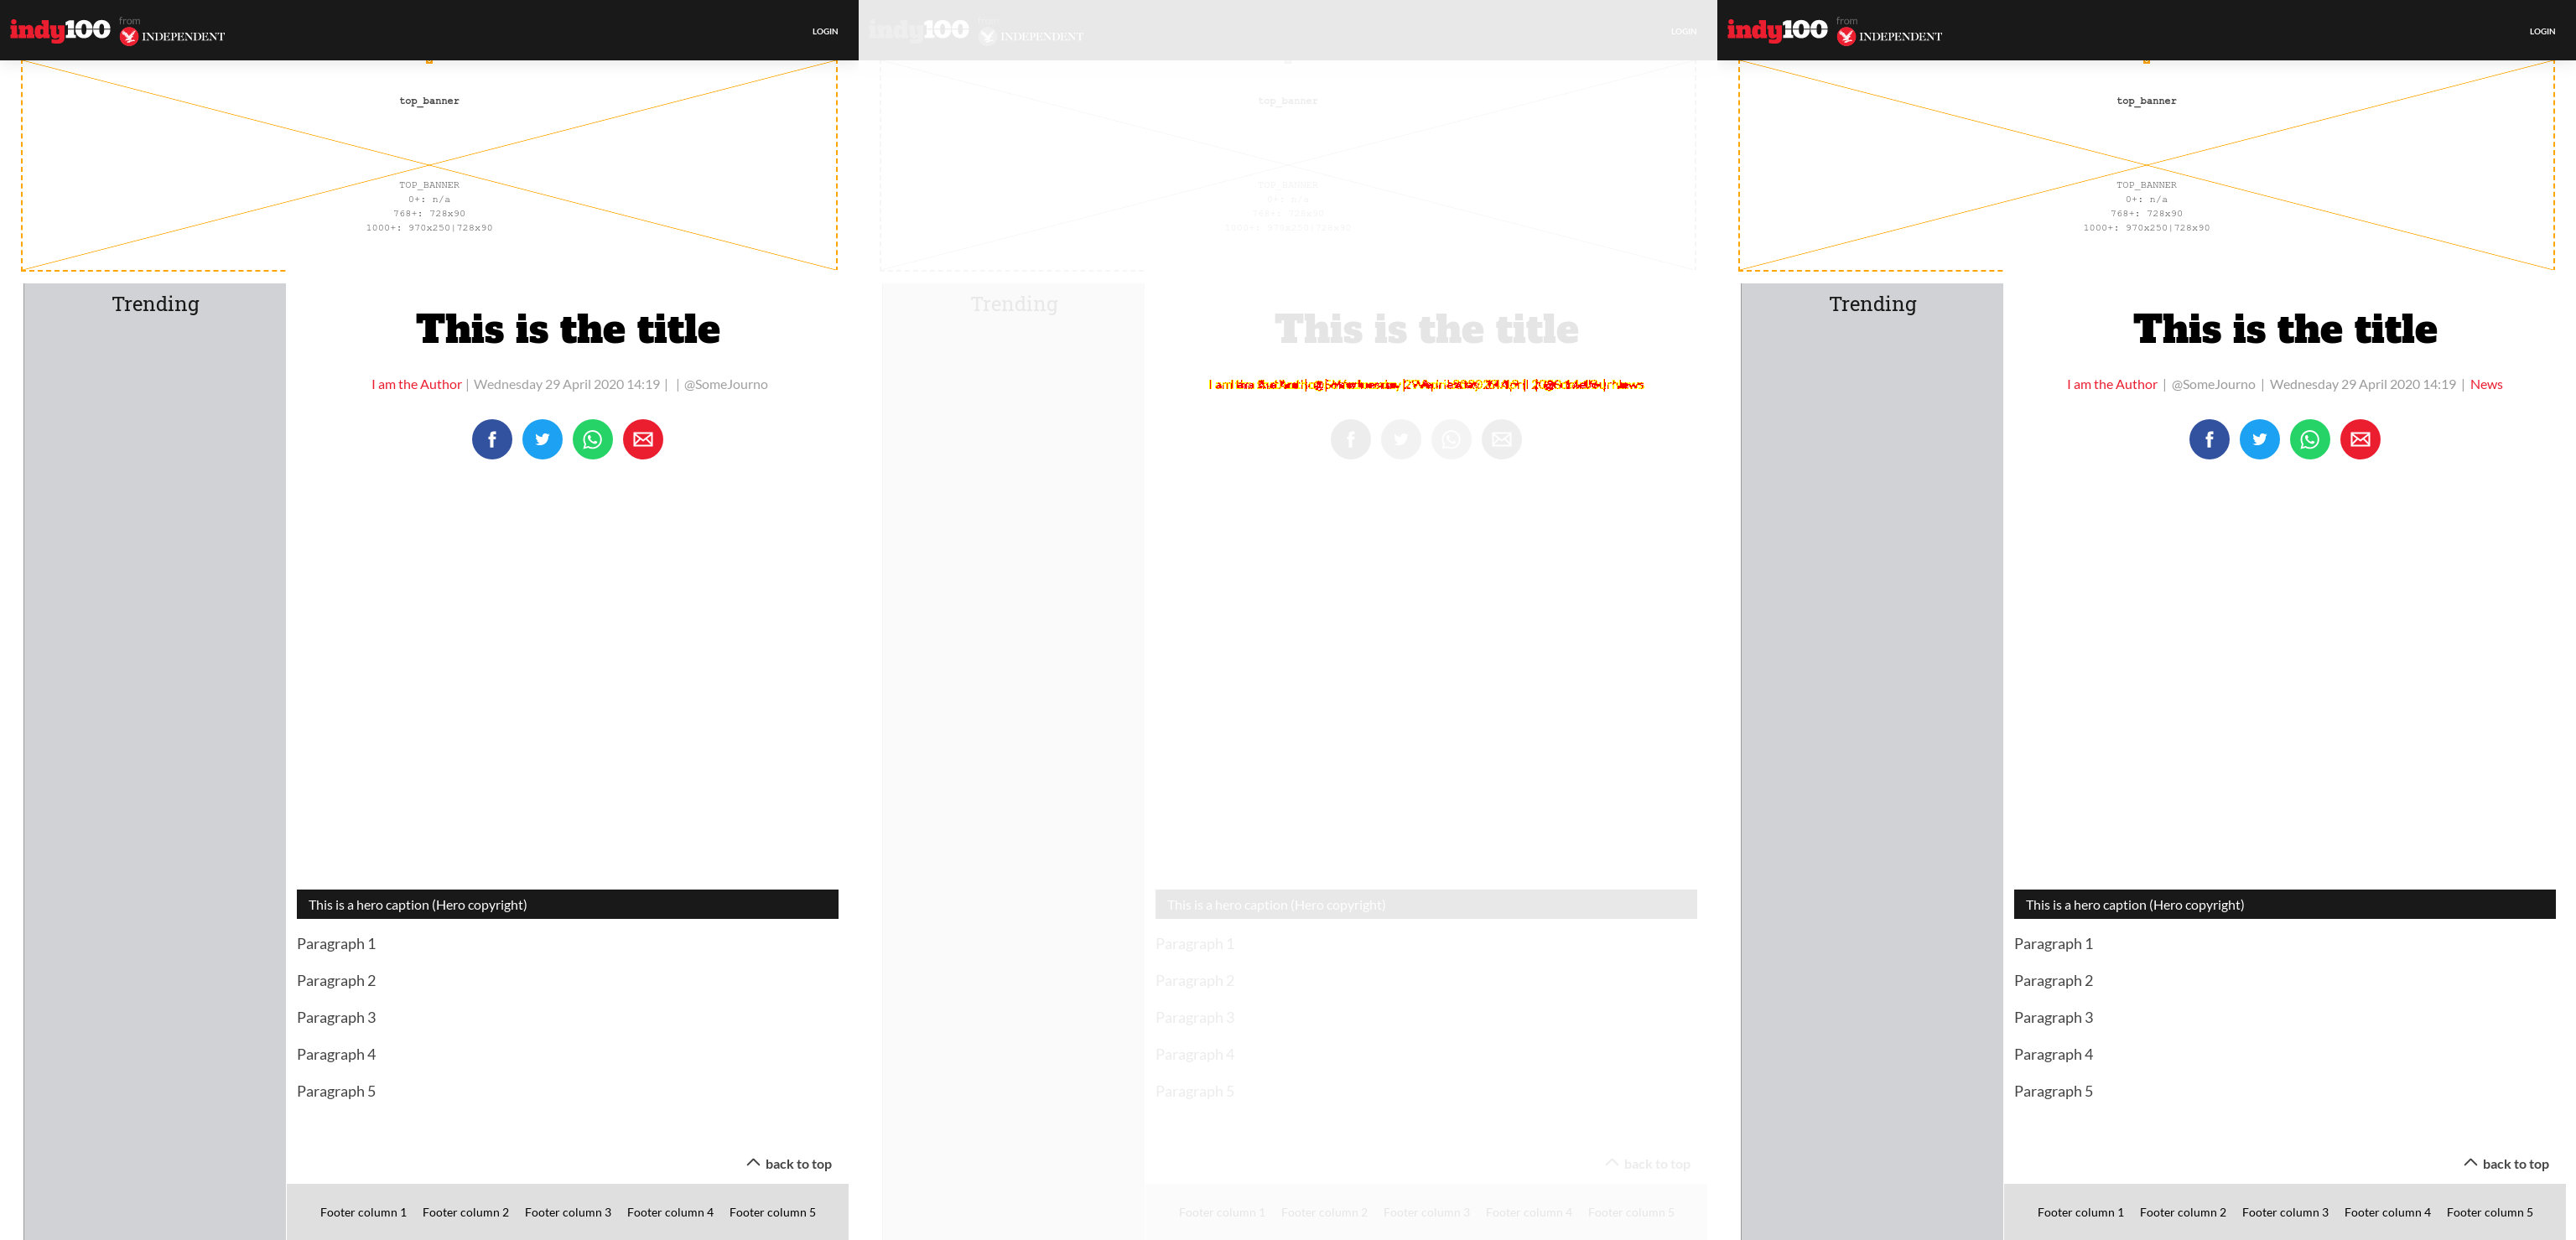 indy100 from INDEPENDENT LOGIN
top_banner
TOP_BANNER
0+: n/a
768+: 728x90
1000+: 970x250|728x90
Trending
This is the title
I am the Author | Wednesday 29 April 2020 14:19 | | @SomeJourno
This is a hero caption (Hero copyright)
Paragraph 1
Paragraph 2
Paragraph 3
Paragraph 4
Paragraph 5
back to top
Footer column 1 Footer column 2 Footer column 3 Footer column 4 Footer column 5
indy100 INDEPENDENT LOGIN
top_banner
TOP_BANNER
0+: n/a
768+: 728x90
1000+: 970x250|728x90
Trending
This is the title
This is a hero caption (Hero copyright)
Paragraph 1
Paragraph 2
Paragraph 3
Paragraph 4
Paragraph 5
back to top
Footer column 1 Footer column 2 Footer column 3 Footer column 4 Footer column 5
indy100 from INDEPENDENT LOGIN
top_banner
TOP_BANNER
0+: n/a
768+: 728x90
1000+: 970x250|728x90
Trending
This is the title
I am the Author | @SomeJourno | Wednesday 29 April 2020 14:19 | News
This is a hero caption (Hero copyright)
Paragraph 1
Paragraph 2
Paragraph 3
Paragraph 4
Paragraph 5
back to top
Footer column 1 Footer column 2 Footer column 3 Footer column 4 Footer column 5